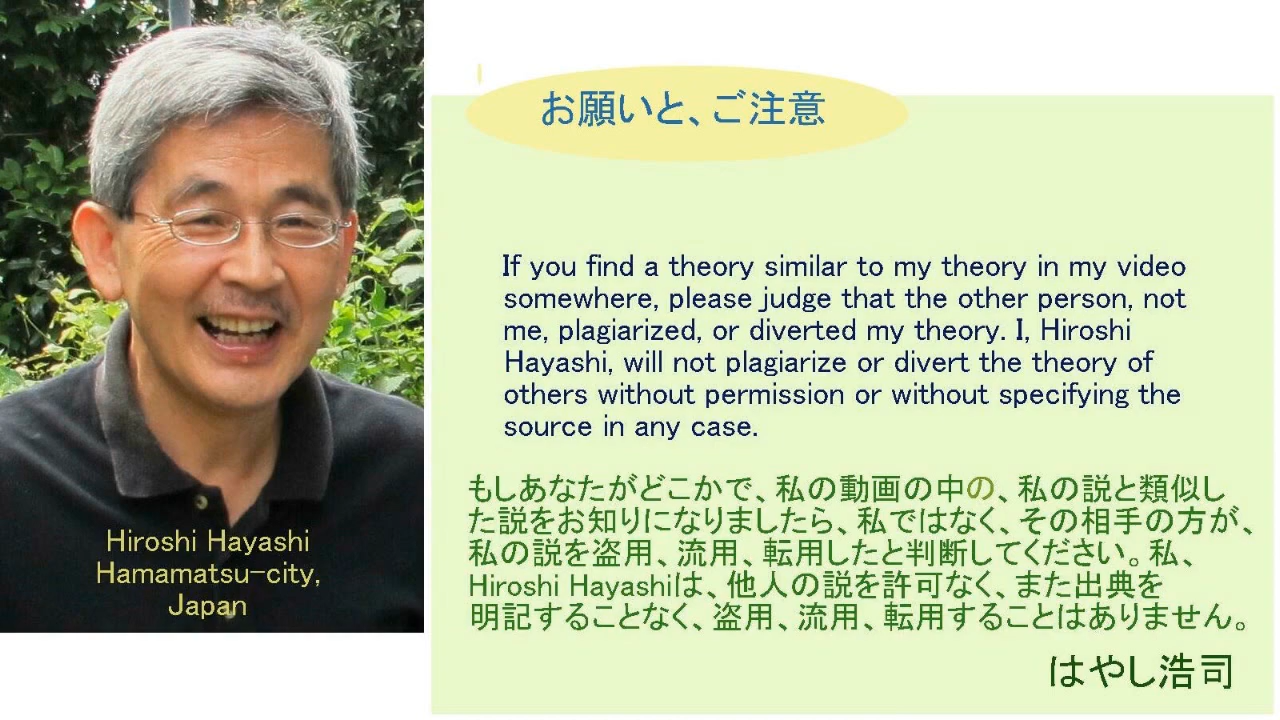 お願いと、ご注意
If you find a theory similar to my theory in my video
somewhere, please judge that the other person, not
me, plagiarized, or diverted my theory. I, Hiroshi
Hayashi, will not plagiarize or divert the theory of
others without permission or without specifying the
source in any case.
もしあなたがどこかで、私の動画の中の、私の説と類似し
た説をお知りになりましたら、私ではなく、その相手の方が、
私の説を盗用、流用、転用したと判断してください。私、
Hiroshi Hayashiは、他人の説を許可なく、また出典を
明記することなく、盗用、流用、転用することはありません。
はやし浩司
Hiroshi Hayashi
Hamamatsu-city,
Japan